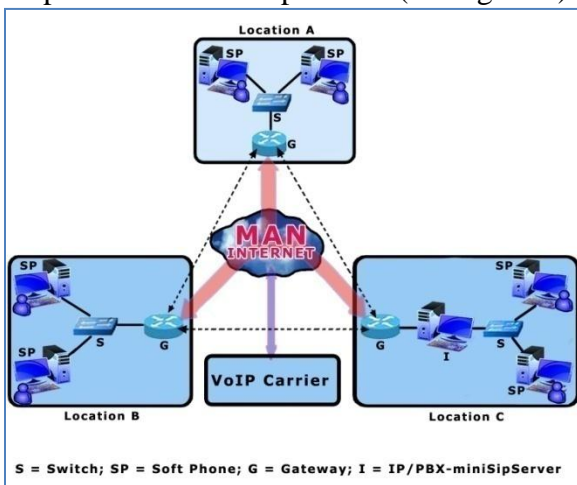 Location A
SP SP
S
G
MAN
INTERNET
SP
S
G
SP
Location B
VoIP Carrier
SP
G
I
S
SP
Location C
S = Switch; SP = Soft Phone; G = Gateway; I = IP/PBX-miniSipServer